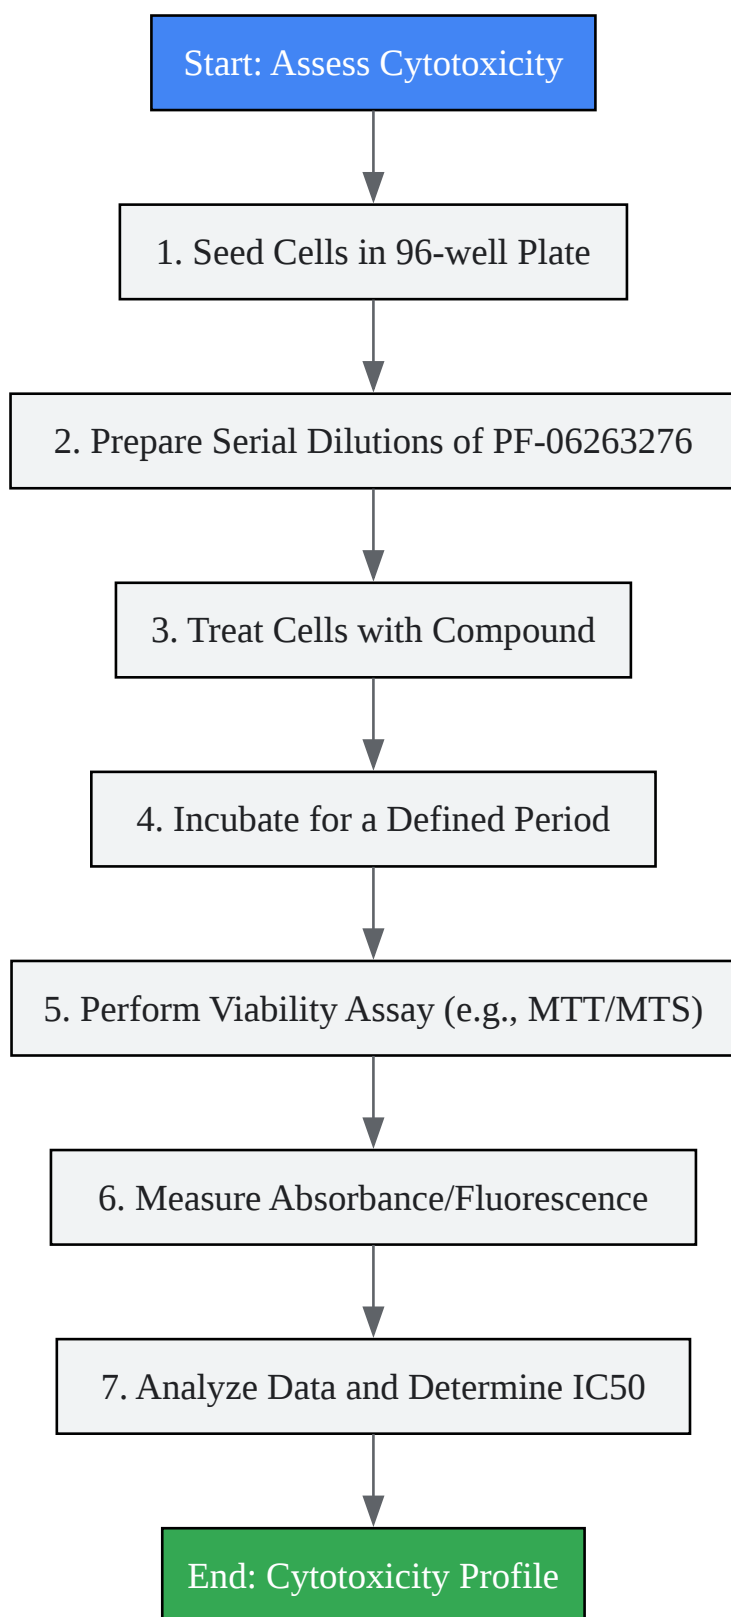 Start: Assess Cytotoxicity
1. Seed Cells in 96-well Plate
2. Prepare Serial Dilutions of PF-06263276
3. Treat Cells with Compound
4. Incubate for a Defined Period
5. Perform Viability Assay (e.g., MTT/MTS)
6. Measure Absorbance/Fluorescence
7. Analyze Data and Determine IC50
End: Cytotoxicity Profile